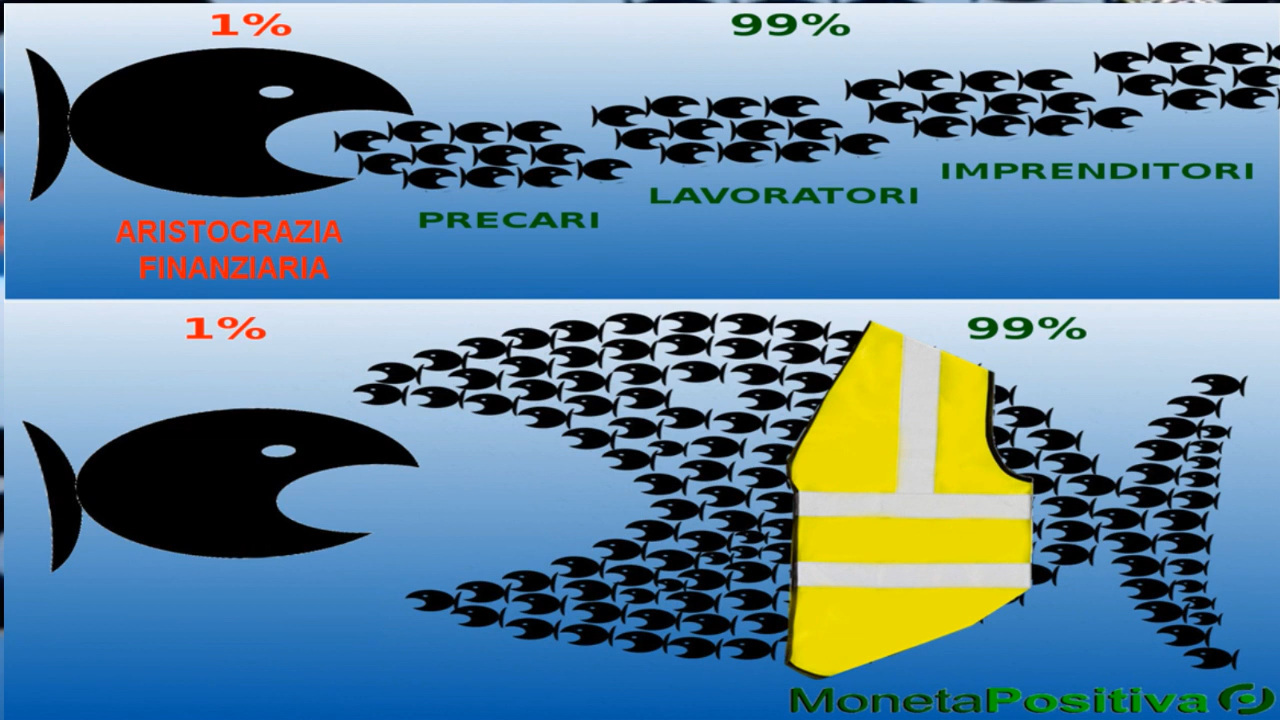 1%
99%
IMPRENDITORI
LAVORATORI
PRECARI
ARISTOCRAZIA
FINANZIARIA
1%
99%
MonetaPositiva